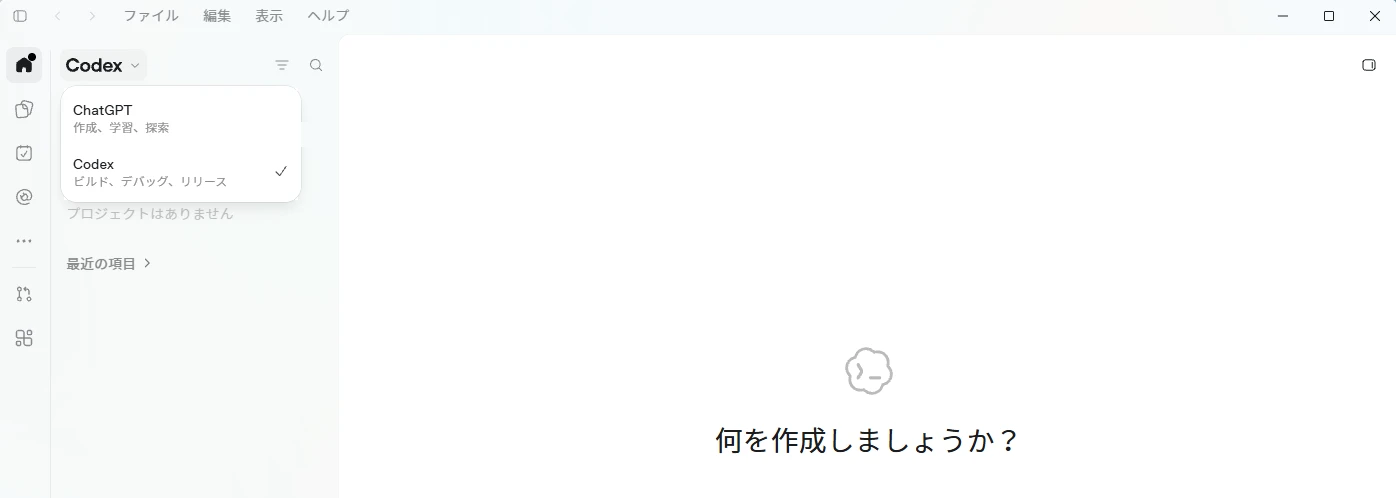 ファイル 編集 表示 ヘルプ
Codex
ChatGPT
作成、学習、探索
Codex
ビルド、デバッグ、リリース
プロジェクトはありません
最近の項目
何を作成しましょうか？